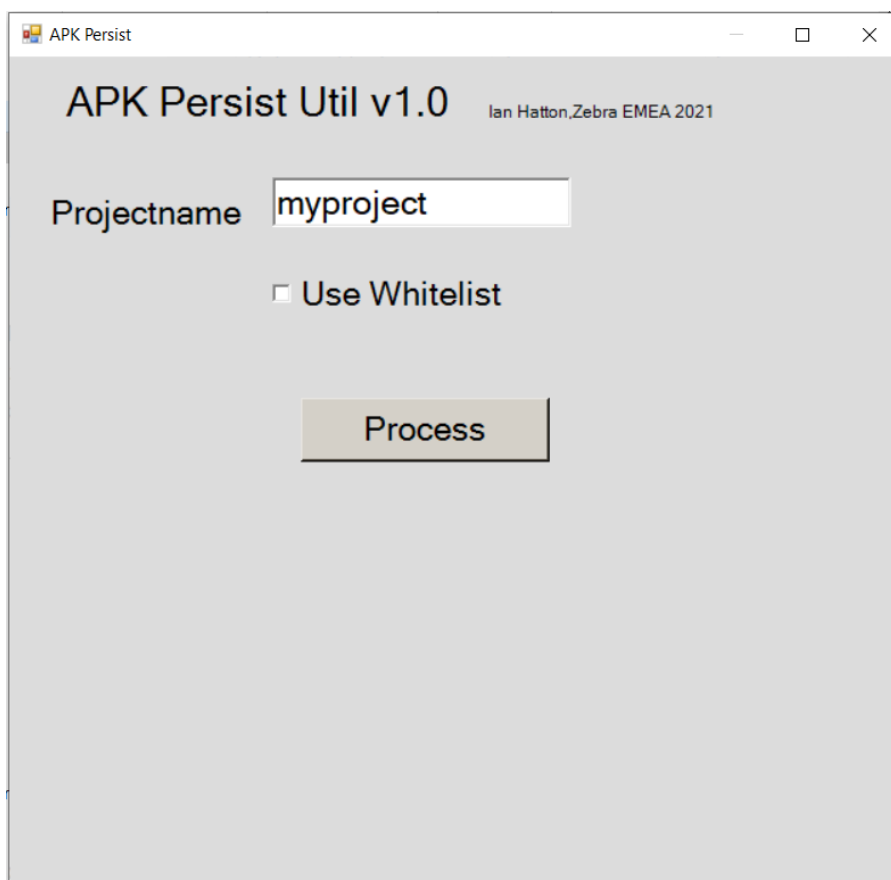 APK Persist
APK Persist Util v1.0 Ian Hatton,Zebra EMEA 2021
Projectname myproject
Use Whitelist
Process